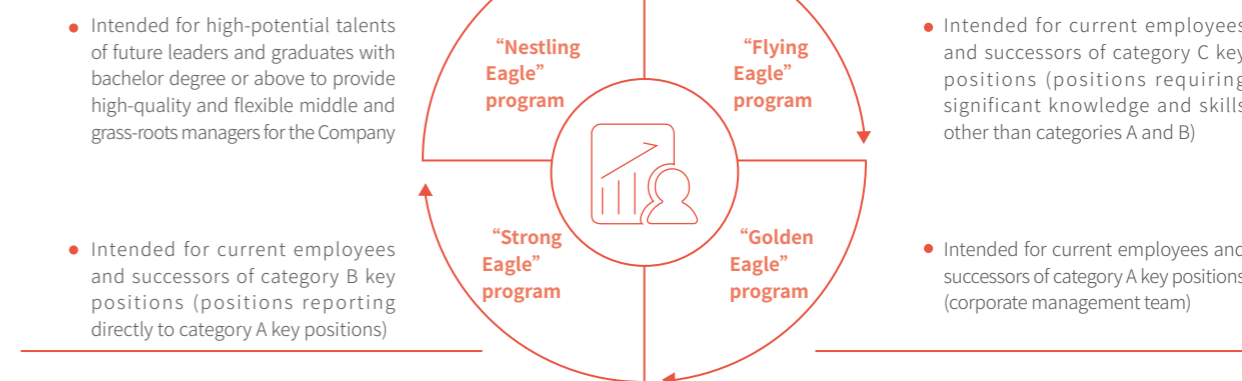 ● Intended for high-potential talents
of future leaders and graduates with
bachelor degree or above to provide
high-quality and flexible middle and
grass-roots managers for the Company
“Nestling
Eagle”
program
“Flying
Eagle”
program
● Intended for current employees
and successors of category C key
positions (positions requiring
significant knowledge and skills
other than categories A and B)
● Intended for current employees
and successors of category B key
positions (positions reporting
directly to category A key positions)
“Strong
Eagle”
program
“Golden
Eagle”
program
● Intended for current employees and
successors of category A key positions
(corporate management team)